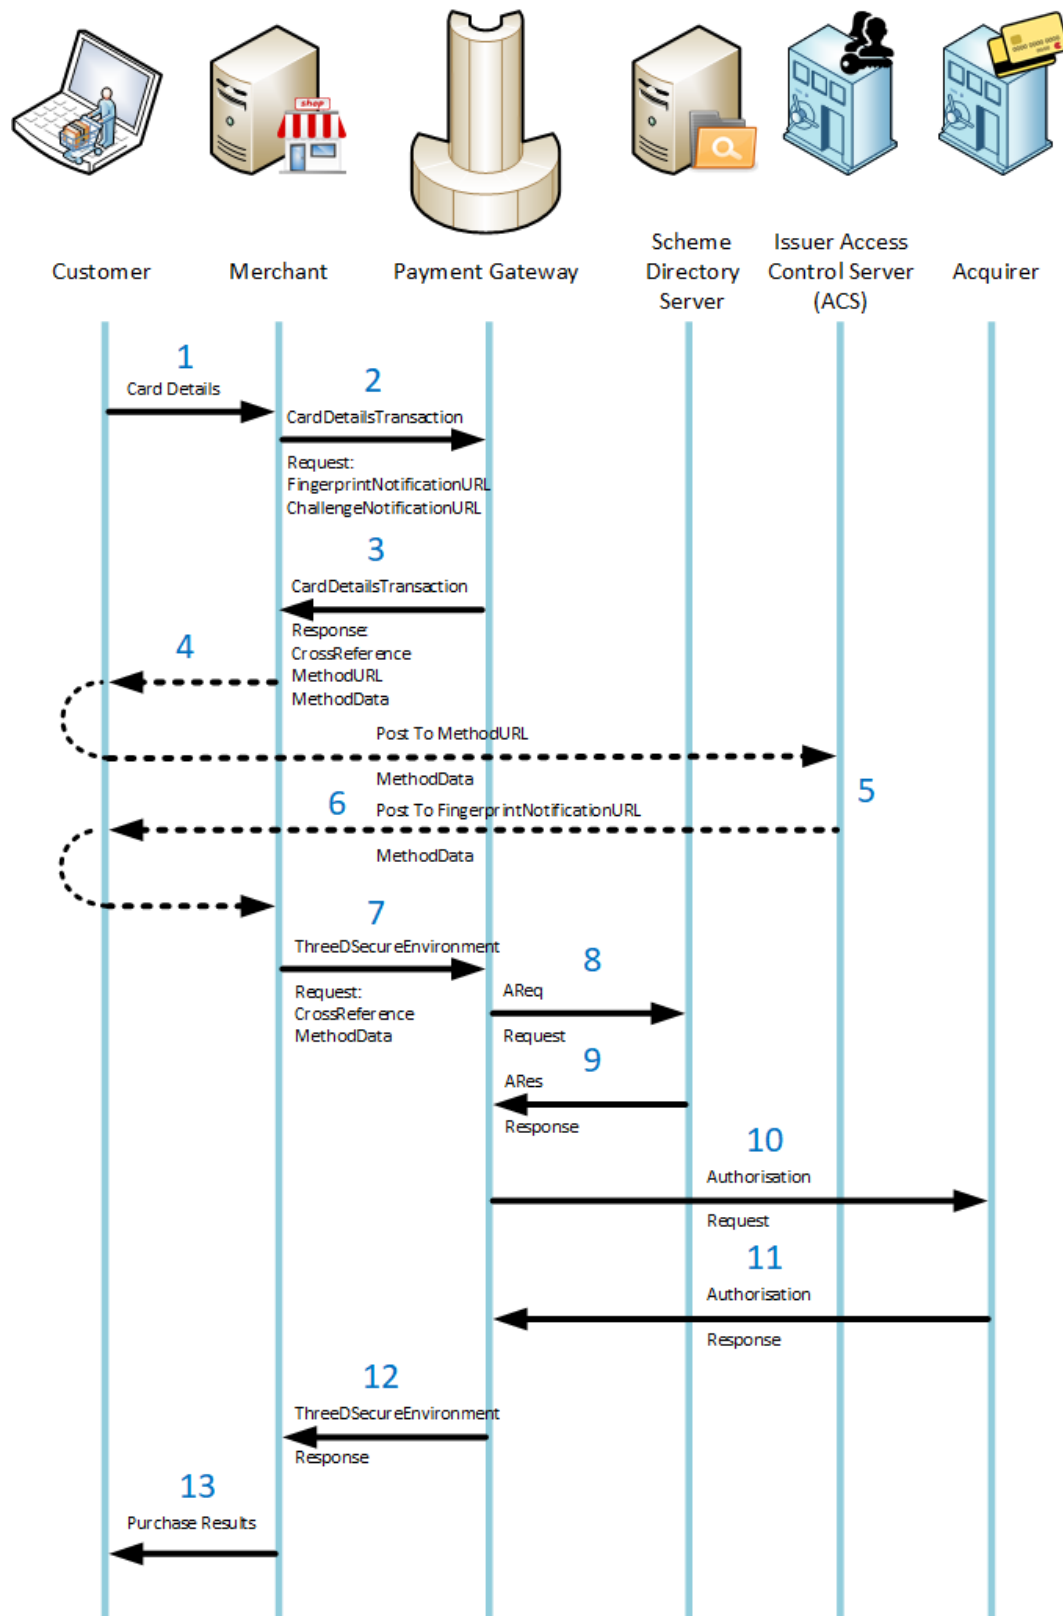 shop
0000 0000 0000
Customer
Merchant
Payment Gateway
Scheme
Directory
Server
Issuer Access
Control Server
(ACS)
Acquirer
1
Card Details
2
CardDetailsTransaction
Request:
FingerprintNotificationURL
ChallengeNotificationURL
3
CardDetailsTransaction
Response:
CrossReference
MethodURL
MethodData
4
Post To MethodURL
MethodData
5
6
Post To FingerprintNotificationURL
MethodData
7
ThreeDSecureEnvironment
Request:
CrossReference
MethodData
8
AReq
Request
9
ARes
Response
10
Authorisation
Request
11
Authorisation
Response
12
ThreeDSecureEnvironment
Response
13
Purchase Results